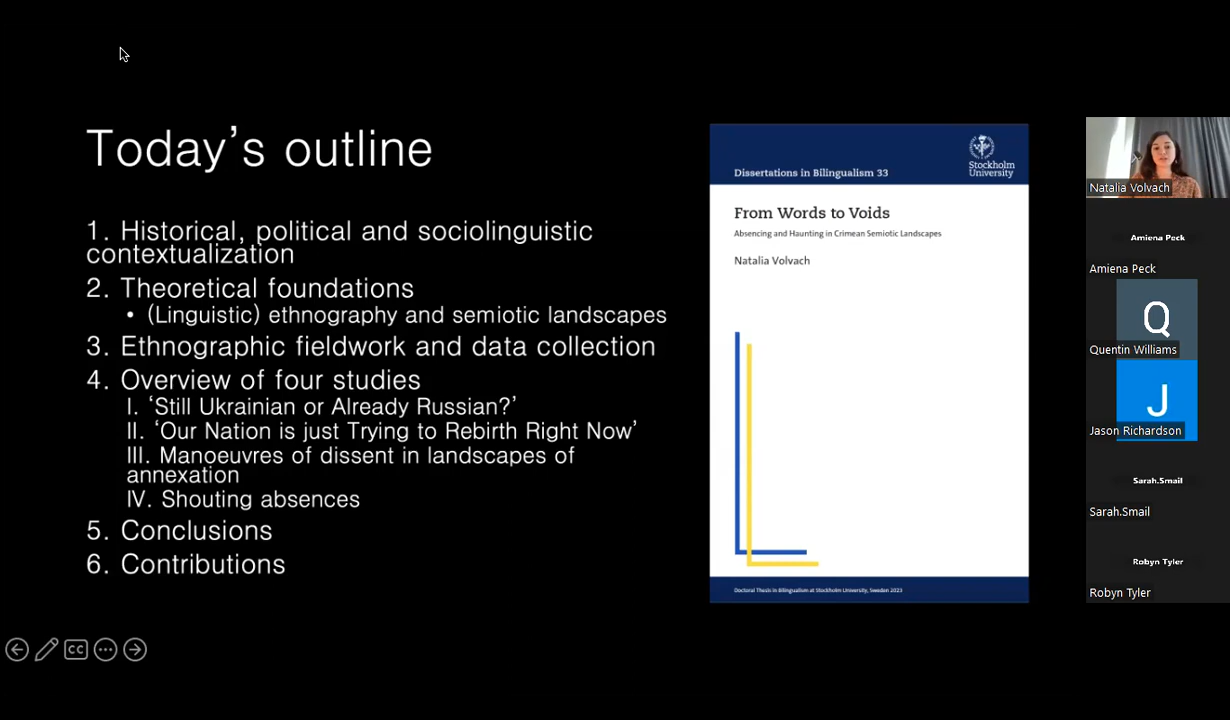 Today's outline
1. Historical, political and sociolinguistic
contextualization
2. Theoretical foundations
• (Linguistic) ethnography and semiotic landscapes
3. Ethnographic fieldwork and data collection
4. Overview of four studies
I. ‘Still Ukrainian or Already Russian?’
II. ‘Our Nation is just Trying to Rebirth Right Now’
III. Manoeuvres of dissent in landscapes of
annexation
IV. Shouting absences
5. Conclusions
6. Contributions
Dissertations in Bilingualism 33
Stockholm
University
From Words to Voids
Absencing and Haunting in Crimean Semiotic Landscapes
Natalia Volvach
Doctoral Thesis in Bilingualism at Stockholm University, Sweden 2023
Natalia Volvach
Amiena Peck
Amiena Peck
Q
Quentin Williams
J
Jason Richardson
Sarah.Smail
Sarah.Smail
Robyn Tyler
Robyn Tyler
CC